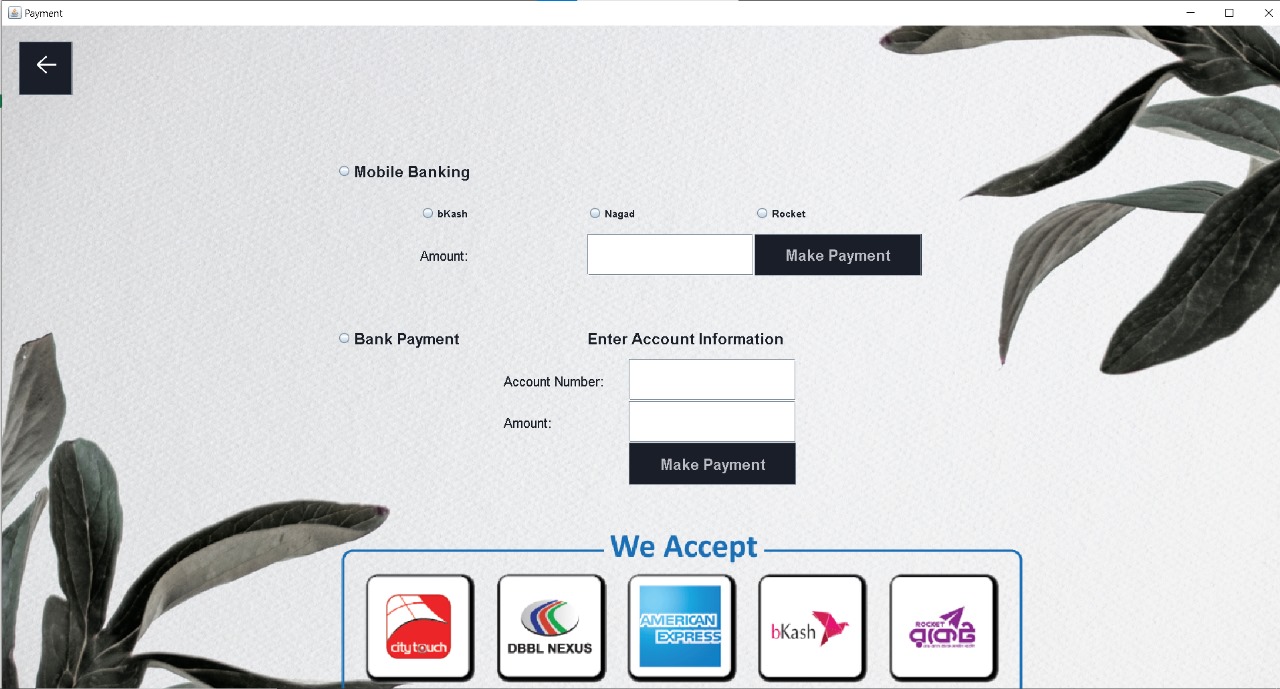 Payment
Mobile Banking
bKash Nagad Rocket
Amount: Make Payment
Bank Payment Enter Account Information
Account Number:
Amount:
Make Payment
We Accept
city touch
DBBL NEXUS
AMERICAN
EXPRESS
bKash
ROCKET
রকেট